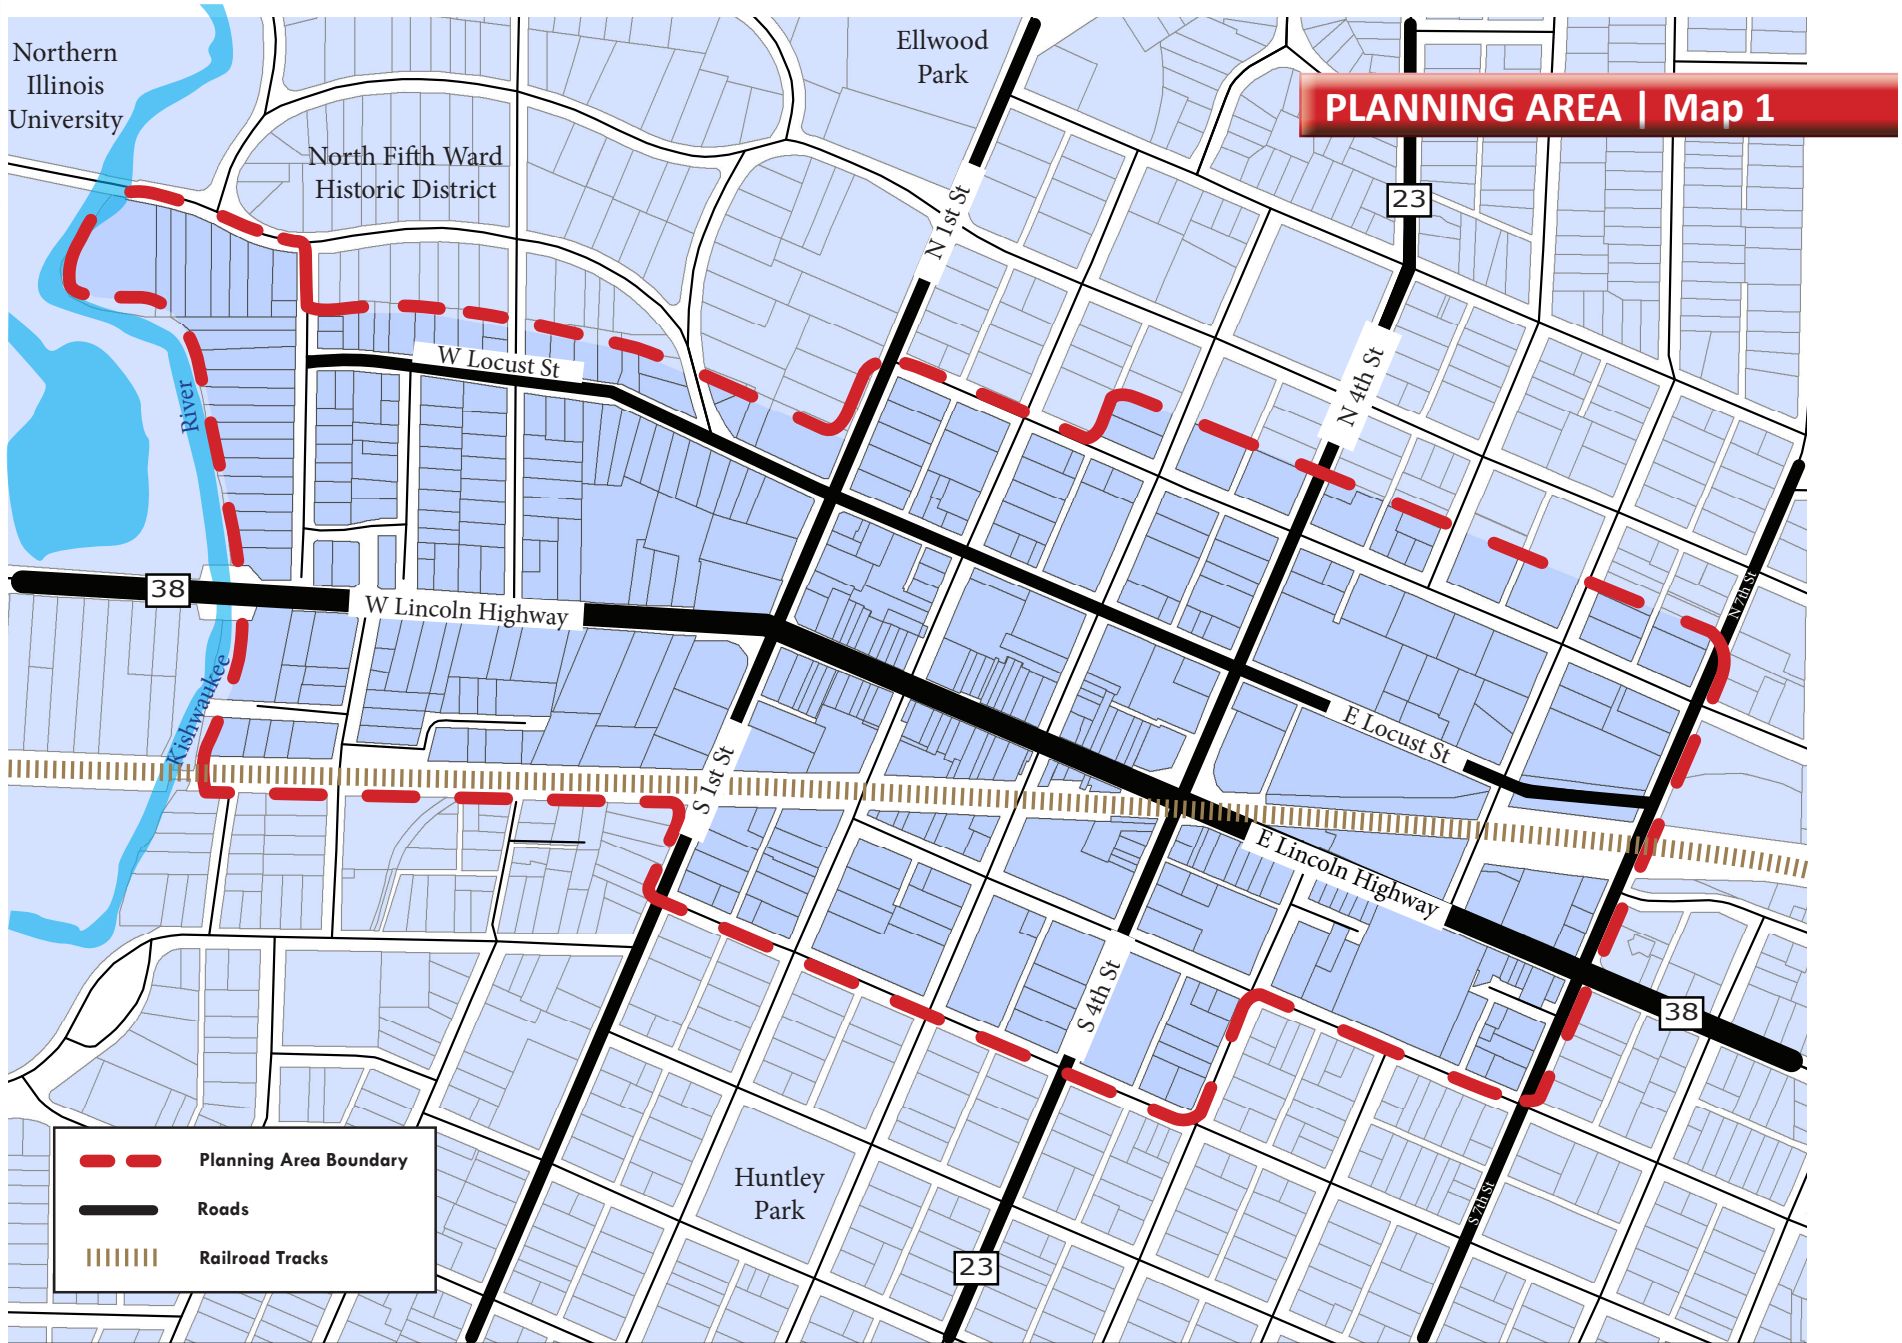 Northern
Illinois
University
Ellwood
Park
PLANNING AREA | Map 1
North Fifth Ward
Historic District
N 1st St
23
W Locust St
N 4th St
River
38
W Lincoln Highway
N 7th St
Kishwaukee
E Locust St
S 1st St
E Lincoln Highway
S 4th St
38
Planning Area Boundary
Roads
Railroad Tracks
Huntley
Park
S 7th St
23